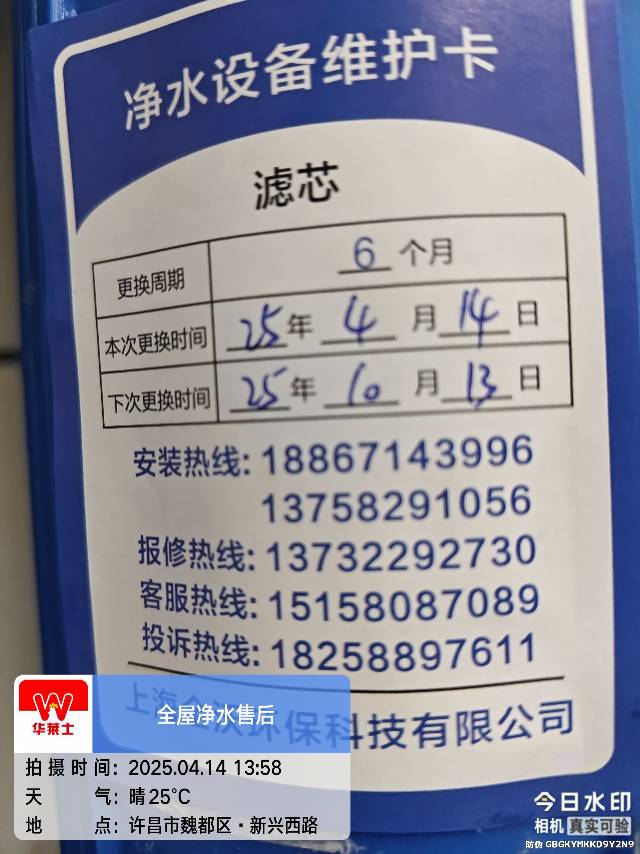 净水设备维护卡
滤芯
更换周期 6 个月
本次更换时间 25年 4 月 14 日
下次更换时间 25年 10 月 13 日
安装热线: 18867143996
13758291056
报修热线: 13732292730
客服热线: 15158087089
投诉热线: 18258897611
上海 环保科技有限公司
华莱士
全屋净水售后
拍摄时间: 2025.04.14 13:58
天气: 晴 25℃
地点: 许昌市魏都区·新兴西路
今日水印
相机 真实可验
防伪 GBGKYMKKD9Y2N9